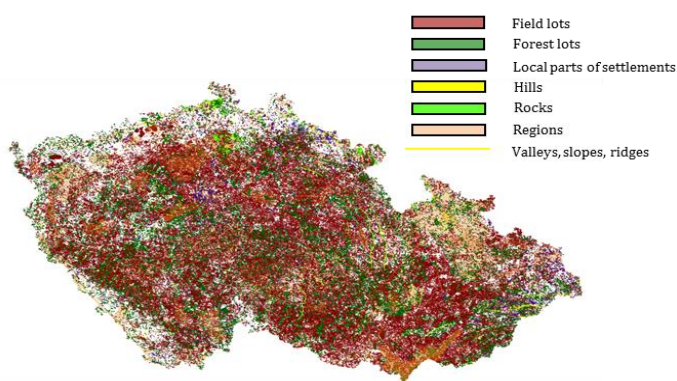 Field lots
Forest lots
Local parts of settlements
Hills
Rocks
Regions
Valleys, slopes, ridges